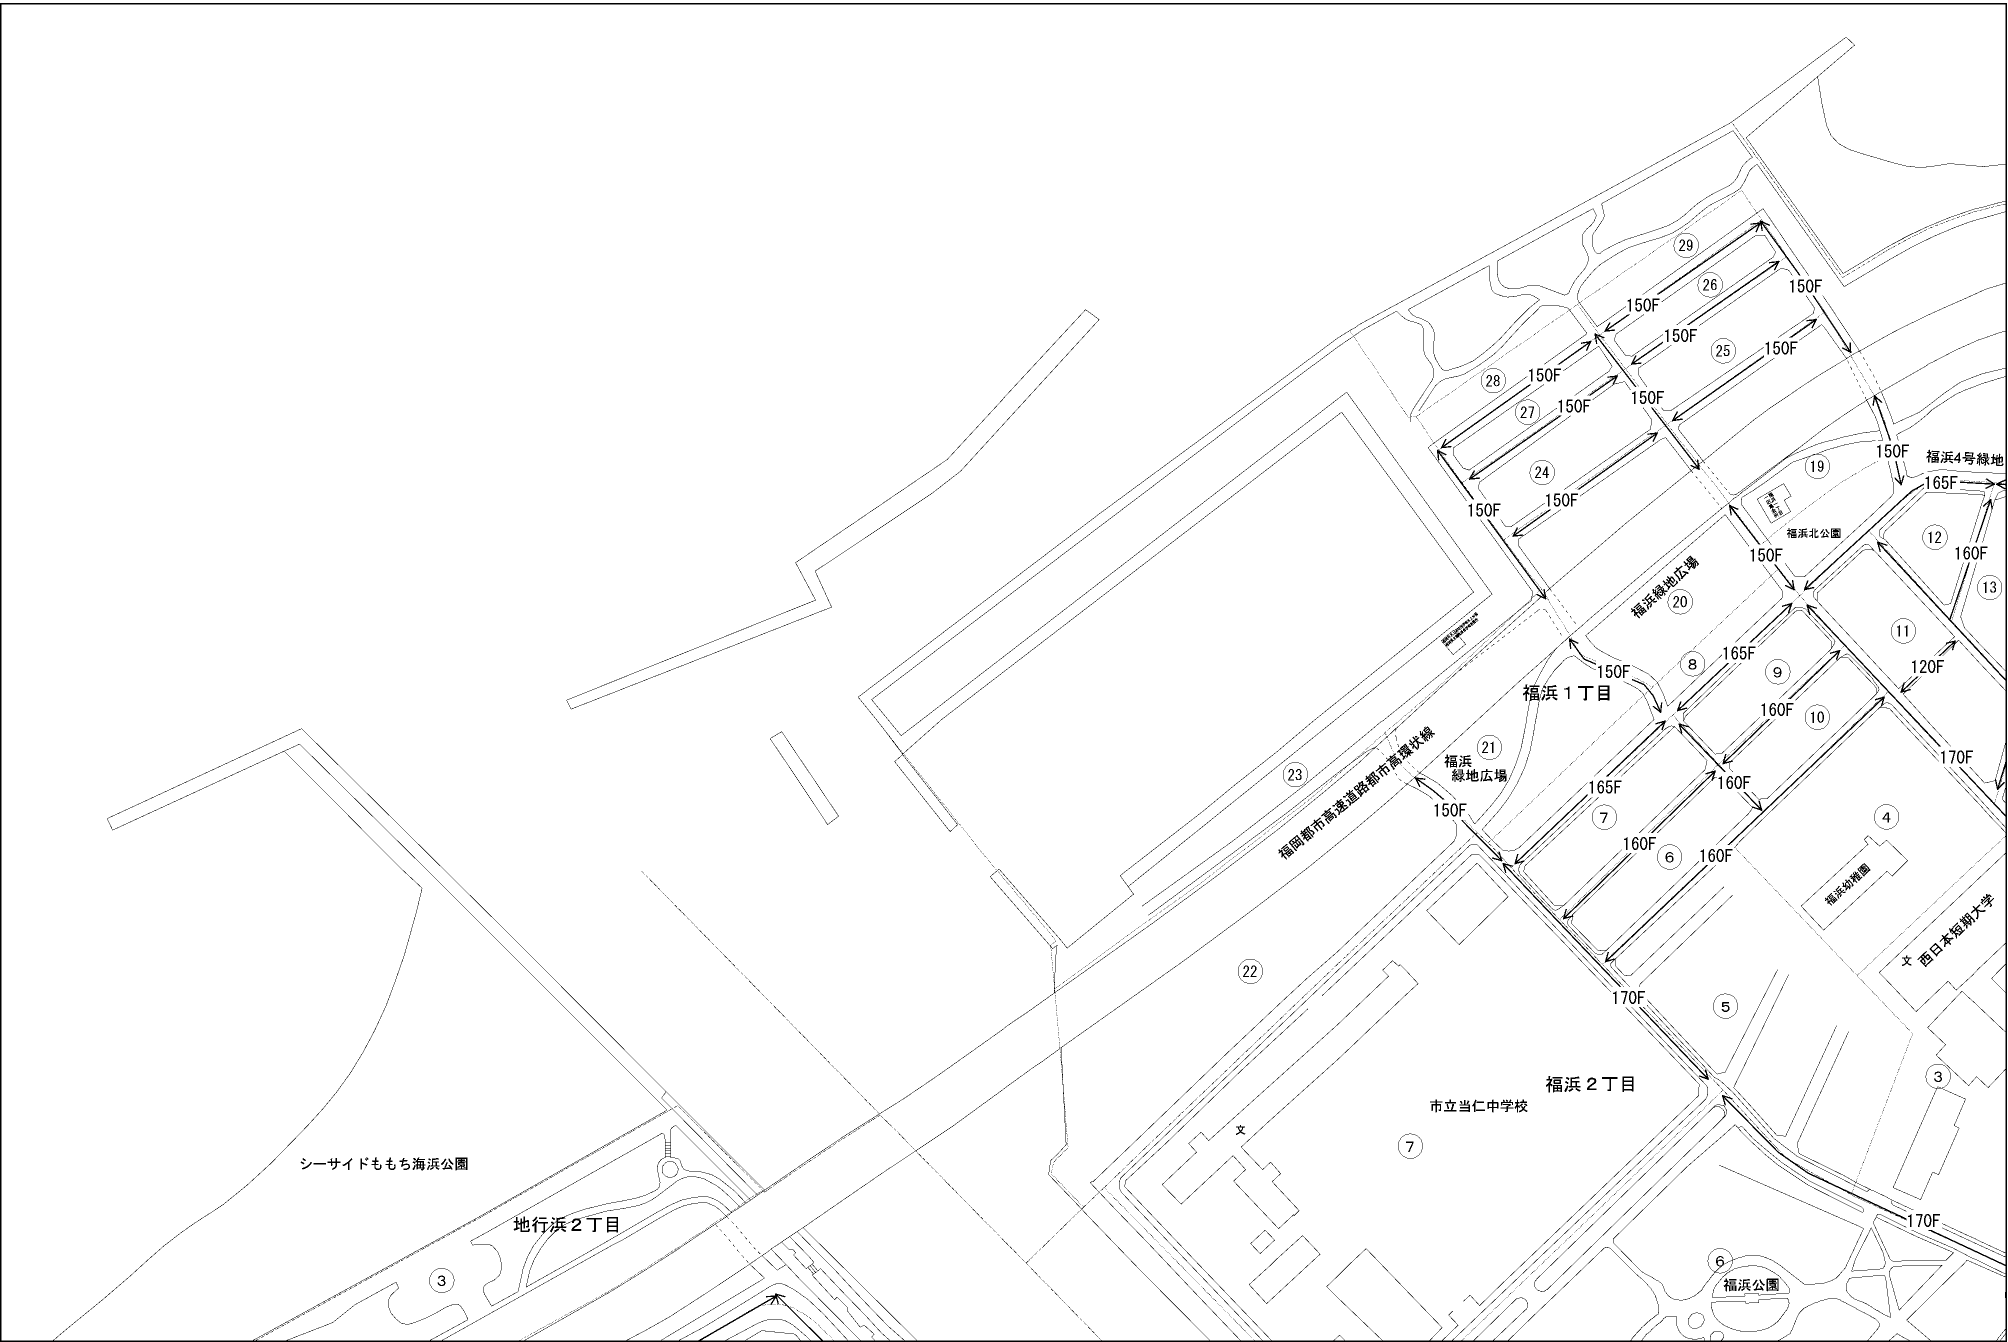 29
26
150F
150F
150F
25
150F
150F
28
150F
27
150F
150F
24
150F
150F
150F
福浜4号緑地
19
165F
12
160F
福浜北公園
150F
13
福浜緑地広場
20
11
165F
8
9
120F
150F
福浜１丁目
160F
10
福岡都市高速道路都市高環状線
福浜
緑地広場
21
23
170F
160F
165F
150F
7
4
160F
6
160F
福浜幼稚園
西日本短期大学
文
22
170F
5
福浜２丁目
3
市立当仁中学校
文
7
シーサイドももち海浜公園
地行浜２丁目
170F
3
6
福浜公園